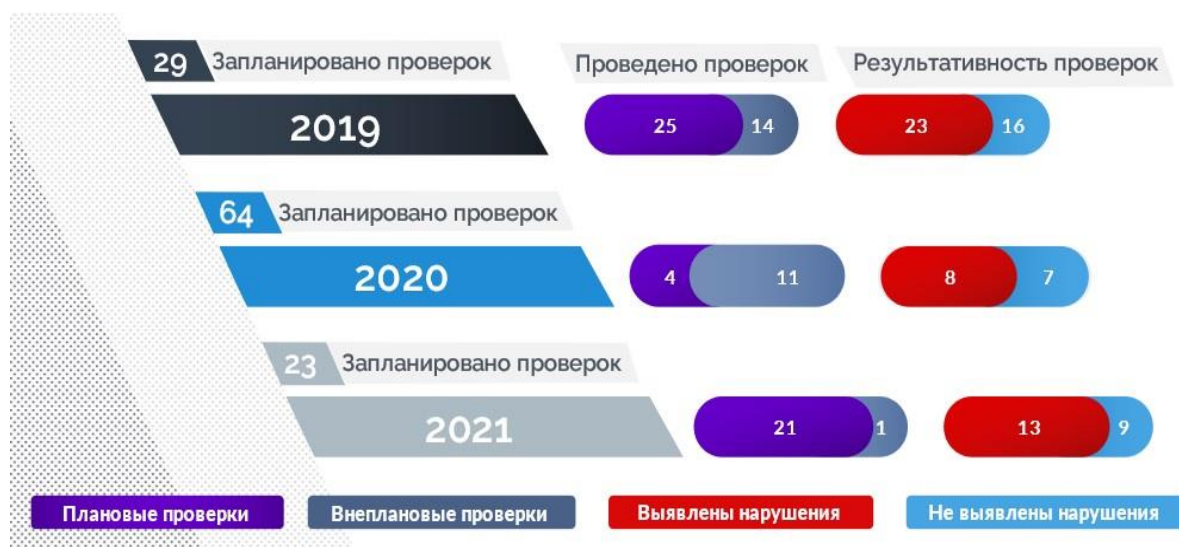 29 Запланировано проверок
Проведено проверок
Результативность проверок
2019
25 14
23 16
64 Запланировано проверок
2020
4 11
8 7
23 Запланировано проверок
2021
21 1
13 9
Плановые проверки
Внеплановые проверки
Выявлены нарушения
Не выявлены нарушения